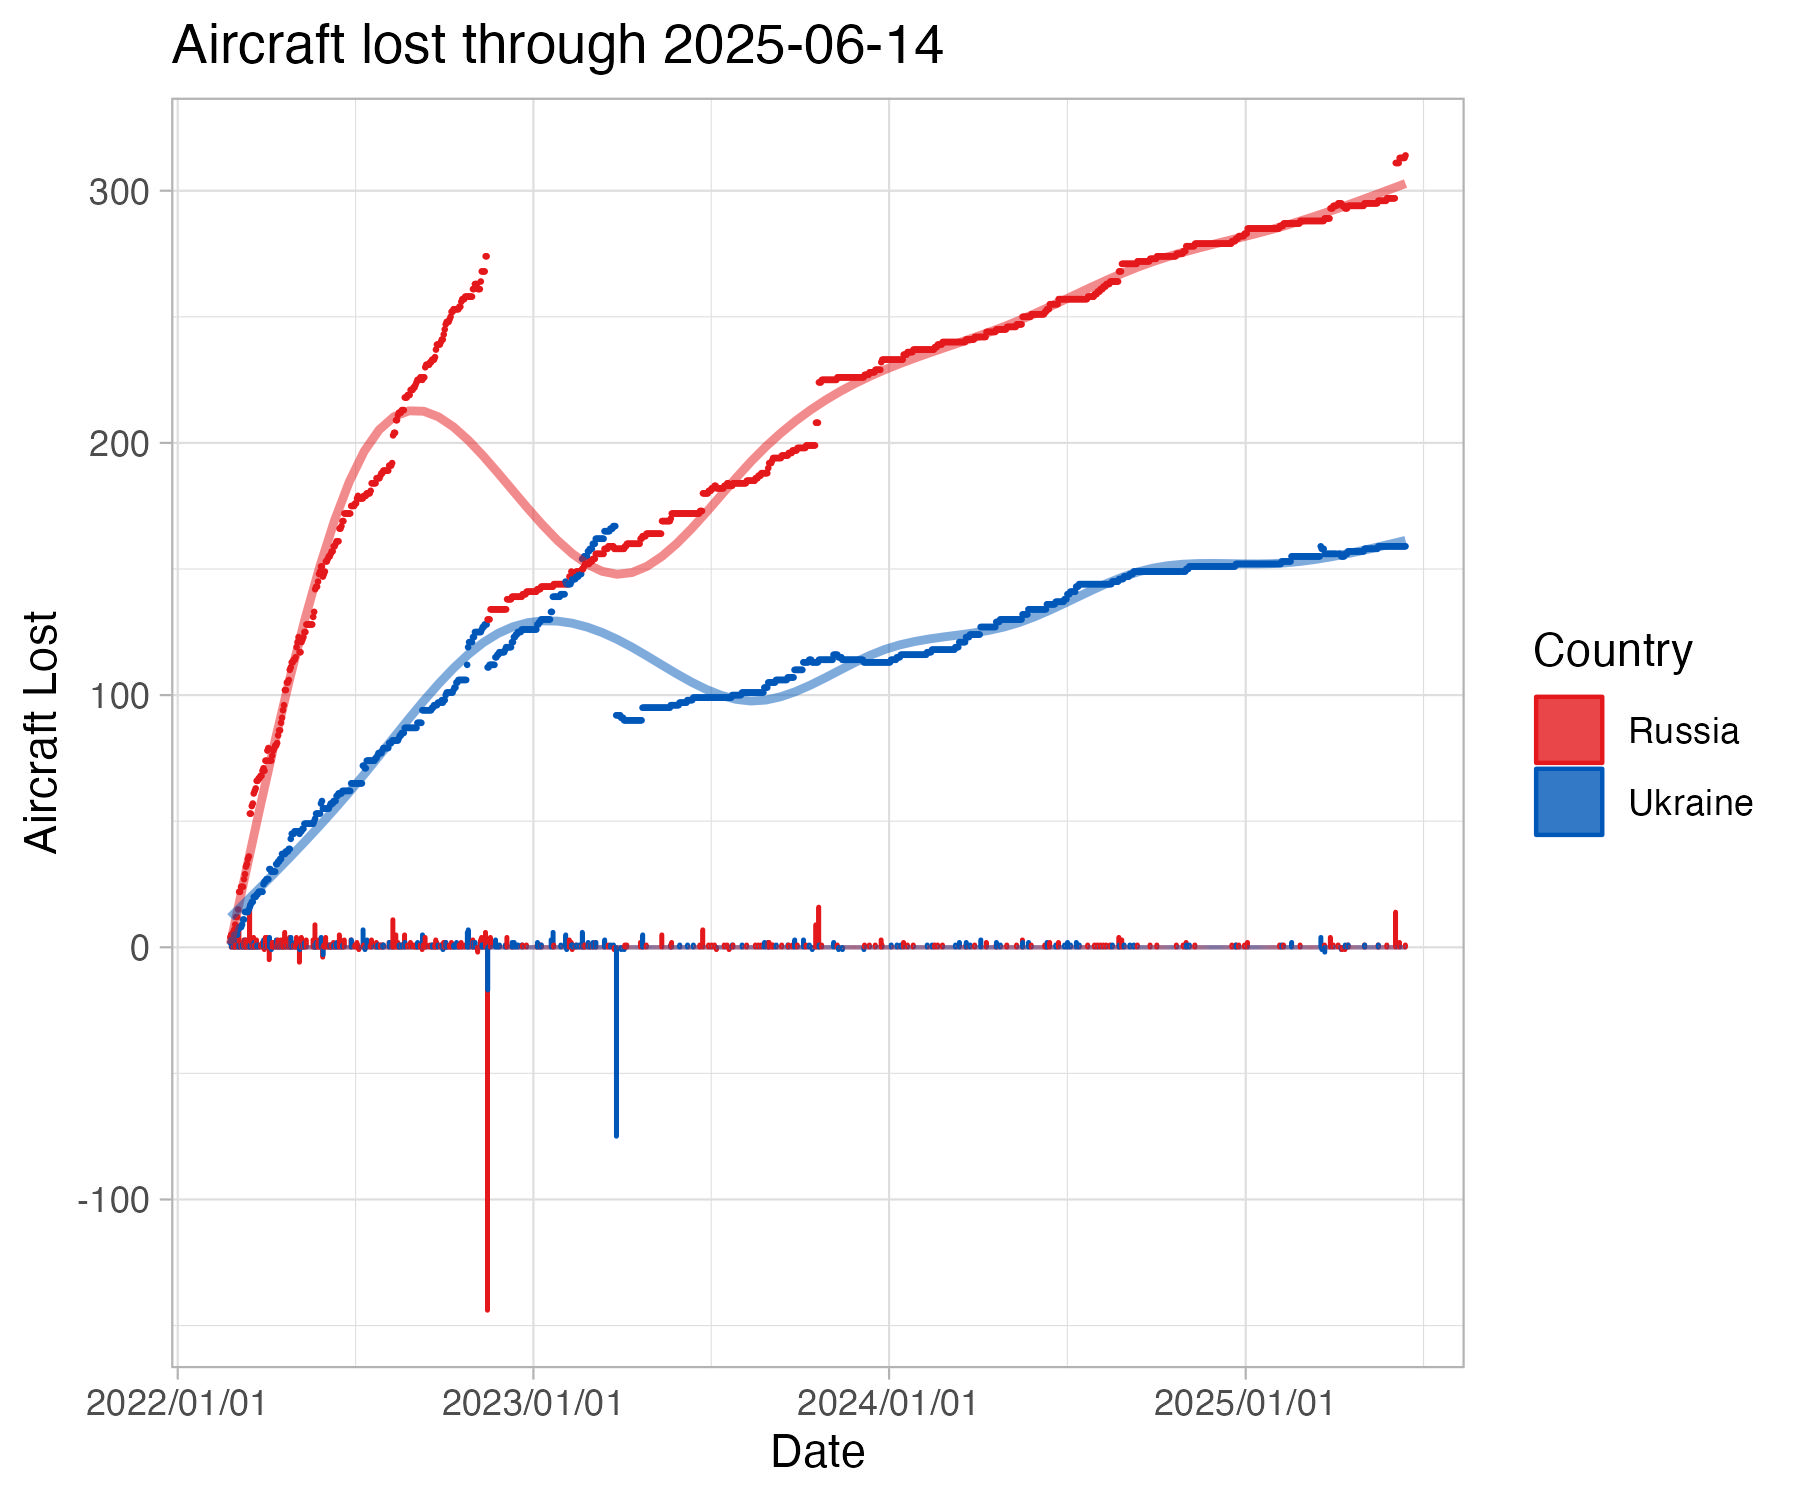 Aircraft lost through 2025-06-14
Aircraft Lost
300
200
100
0
-100
2022/01/01
2023/01/01
2024/01/01
2025/01/01
Date
Country
Russia
Ukraine